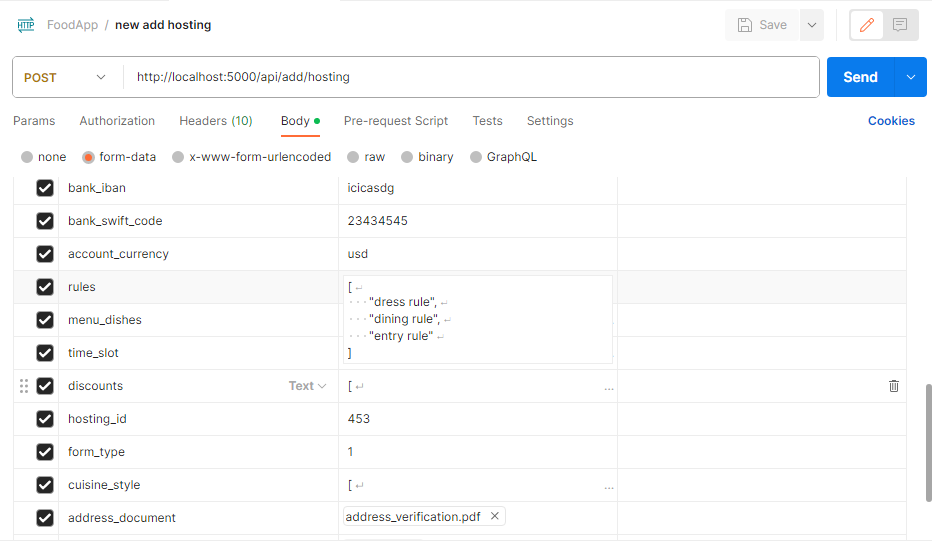 HTTP FoodApp / new add hosting Save
POST http://localhost:5000/api/add/hosting Send
Params Authorization Headers (10) Body Pre-request Script Tests Settings Cookies
none form-data x-www-form-urlencoded raw binary GraphQL
bank_iban icicasdg
bank_swift_code 23434545
account_currency usd
rules [ ↵
···"dress rule", ↵
menu_dishes ···"dining rule", ↵
···"entry rule" ↵
time_slot ]
discounts Text [ ↵ ...
hosting_id 453
form_type 1
cuisine_style [ ↵ ...
address_document address_verification.pdf ×